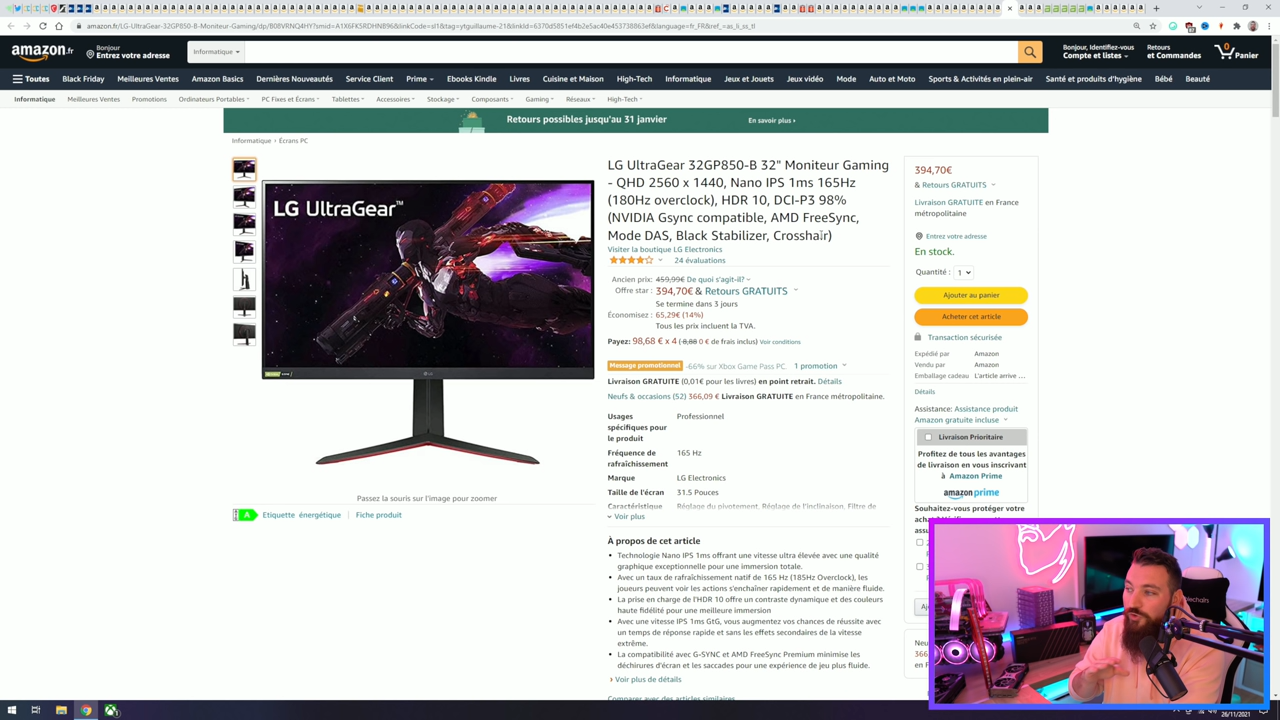 amazon.fr/LG-UltraGear-32GP850-B-Moniteur-Gaming/dp/B08VRNQ4HY?smid=A1X6FK5RDHNB96&linkCode=sl1&tag=ytguillaume-21&linkId=6370d5851ef4b2e5ac40e453738863ef&language=fr_FR&ref_=as_li_ss_tl
amazon.fr
Bonjour
Entrez votre adresse
Informatique
Bonjour, Identifiez-vous
Compte et listes
Retours
et Commandes
0
Panier
Toutes Black Friday Meilleures Ventes Amazon Basics Dernières Nouveautés Service Client Prime Ebooks Kindle Livres Cuisine et Maison High-Tech Informatique Jeux et Jouets Jeux vidéo Mode Auto et Moto Sports & Activités en plein-air Santé et produits d'hygiène Bébé Beauté
Informatique Meilleures Ventes Promotions Ordinateurs Portables PC Fixes et Écrans Tablettes Accessoires Stockage Composants Gaming Réseaux High-Tech
Retours possibles jusqu'au 31 janvier
En savoir plus
Informatique › Écrans PC
LG UltraGear™
LG
Passez la souris sur l'image pour zoomer
A
Etiquette énergétique | Fiche produit
LG UltraGear 32GP850-B 32" Moniteur Gaming
- QHD 2560 x 1440, Nano IPS 1ms 165Hz
(180Hz overclock), HDR 10, DCI-P3 98%
(NVIDIA Gsync compatible, AMD FreeSync,
Mode DAS, Black Stabilizer, Crosshair)
Visiter la boutique LG Electronics
24 évaluations
Ancien prix: 459,99€ De quoi s'agit-il?
Offre star : 394,70€ & Retours GRATUITS
Se termine dans 3 jours
Économisez : 65,29€ (14%)
Tous les prix incluent la TVA.
Payez: 98,68 € x 4 (8,88 0 € de frais inclus) Voir conditions
Message promotionnel -66% sur Xbox Game Pass PC. 1 promotion
Livraison GRATUITE (0,01€ pour les livres) en point retrait. Détails
Neufs & occasions (52) 366,09 € Livraison GRATUITE en France métropolitaine.
Usages
spécifiques pour
le produit
Professionnel
Fréquence de
rafraîchissement
165 Hz
Marque
LG Electronics
Taille de l'écran
31.5 Pouces
Caractéristique
Réglage du pivotement, Réglage de l'inclinaison, Filtre de
Voir plus
À propos de cet article
Technologie Nano IPS 1ms offrant une vitesse ultra élevée avec une qualité
graphique exceptionnelle pour une immersion totale.
Avec un taux de rafraîchissement natif de 165 Hz (185Hz Overclock), les
joueurs peuvent voir les actions s'enchaîner rapidement et de manière fluide.
La prise en charge de l'HDR 10 offre un contraste dynamique et des couleurs
haute fidélité pour une meilleure immersion
Avec une vitesse IPS 1ms GtG, vous augmentez vos chances de réussite avec
un temps de réponse rapide et sans les effets secondaires de la vitesse
extrême.
La compatibilité avec G-SYNC et AMD FreeSync Premium minimise les
déchirures d'écran et les saccades pour une expérience de jeu plus fluide.
› Voir plus de détails
Comparer avec des articles similaires
394,70€
& Retours GRATUITS
Livraison GRATUITE en France
métropolitaine
Entrez votre adresse
En stock.
Quantité : 1
Ajouter au panier
Acheter cet article
Transaction sécurisée
Expédié par Amazon
Vendu par Amazon
Emballage cadeau L'article arrive ...
Détails
Assistance: Assistance produit
Amazon gratuite incluse
Livraison Prioritaire
Profitez de tous les avantages
de livraison en vous inscrivant
à Amazon Prime
amazon prime
Souhaitez-vous protéger votre
26/11/2021